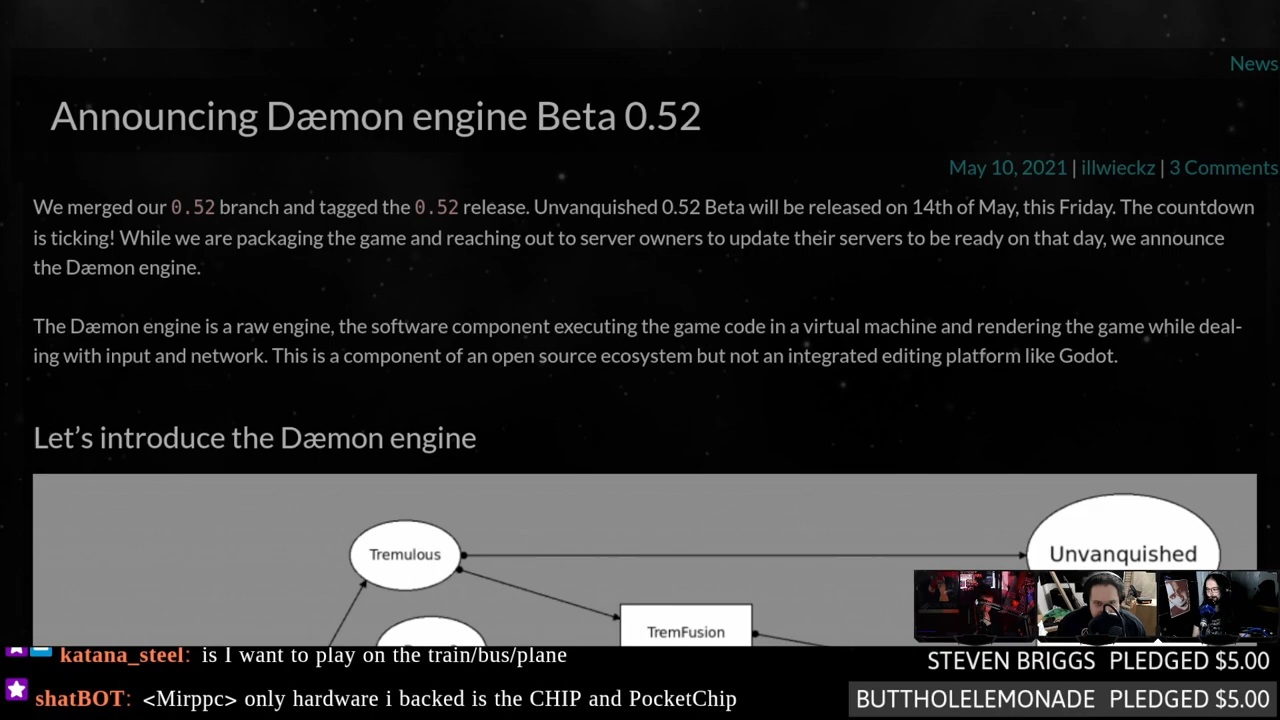 News
Announcing Dæmon engine Beta 0.52
May 10, 2021 | illwieckz | 3 Comments
We merged our 0.52 branch and tagged the 0.52 release. Unvanquished 0.52 Beta will be released on 14th of May, this Friday. The countdown
is ticking! While we are packaging the game and reaching out to server owners to update their servers to be ready on that day, we announce
the Dæmon engine.
The Dæmon engine is a raw engine, the software component executing the game code in a virtual machine and rendering the game while deal-
ing with input and network. This is a component of an open source ecosystem but not an integrated editing platform like Godot.
Let's introduce the Dæmon engine
Tremulous
Unvanquished
TremFusion
katana_steel: is I want to play on the train/bus/plane
STEVEN BRIGGS PLEDGED $5.00
shatBOT: <Mirppc> only hardware i backed is the CHIP and PocketChip
BUTTHOLELEMONADE PLEDGED $5.00